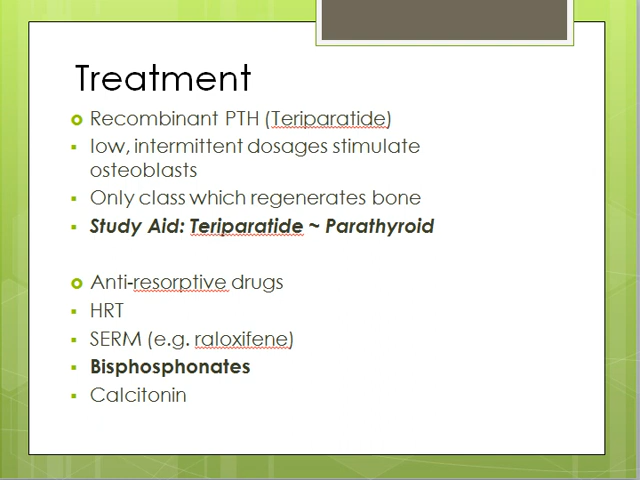 Treatment
Recombinant PTH (Teriparatide)
low, intermittent dosages stimulate
osteoblasts
Only class which regenerates bone
Study Aid: Teriparatide ~ Parathyroid
Anti-resorptive drugs
HRT
SERM (e.g. raloxifene)
Bisphosphonates
Calcitonin